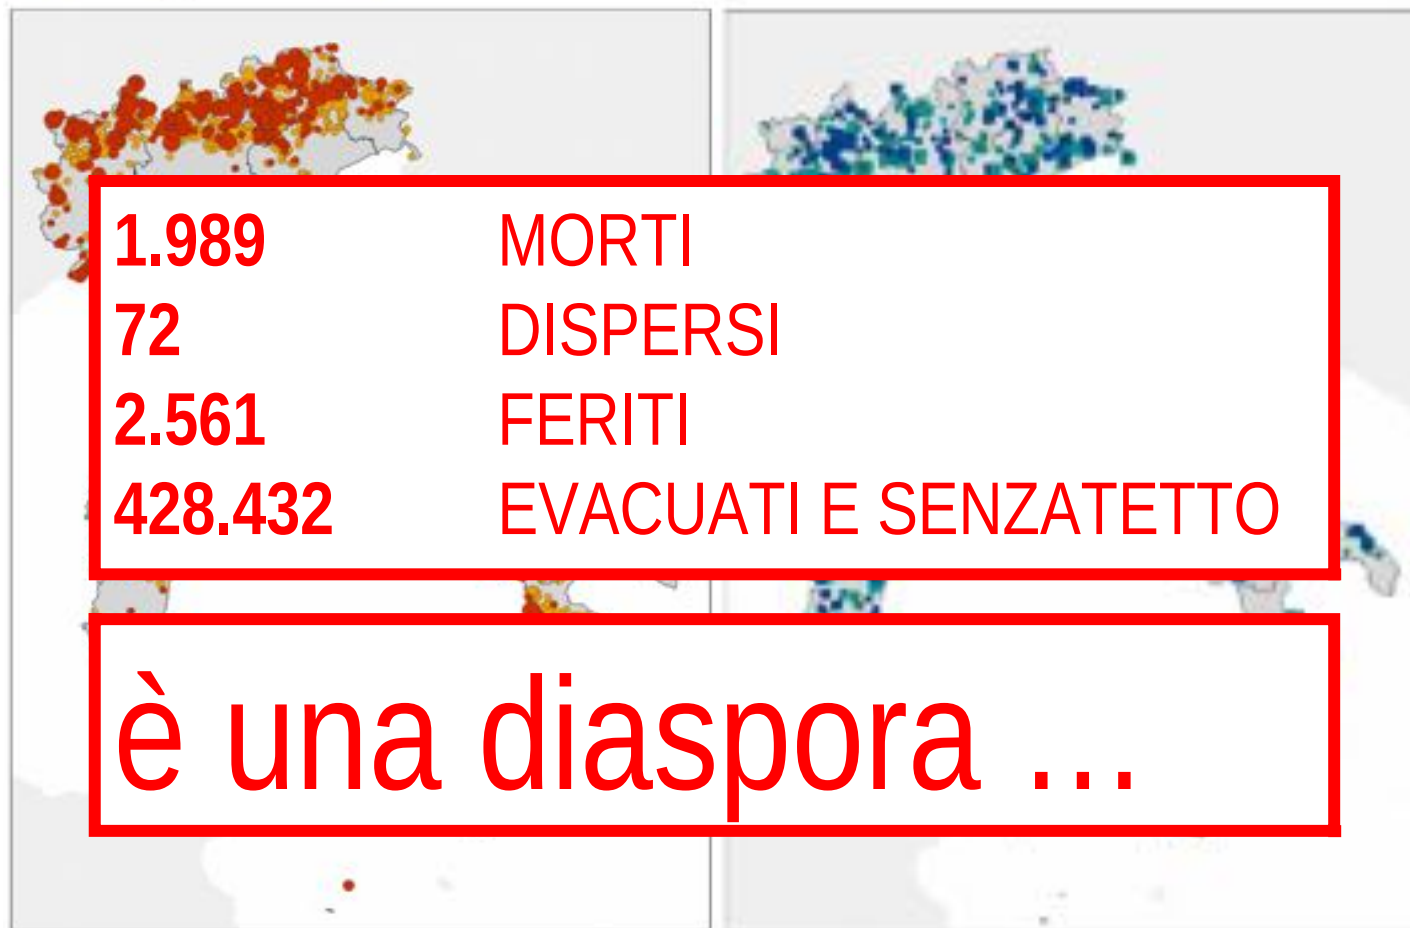 1.989 MORTI
72 DISPERSI
2.561 FERITI
428.432 EVACUATI E SENZATETTO
è una diaspora ...